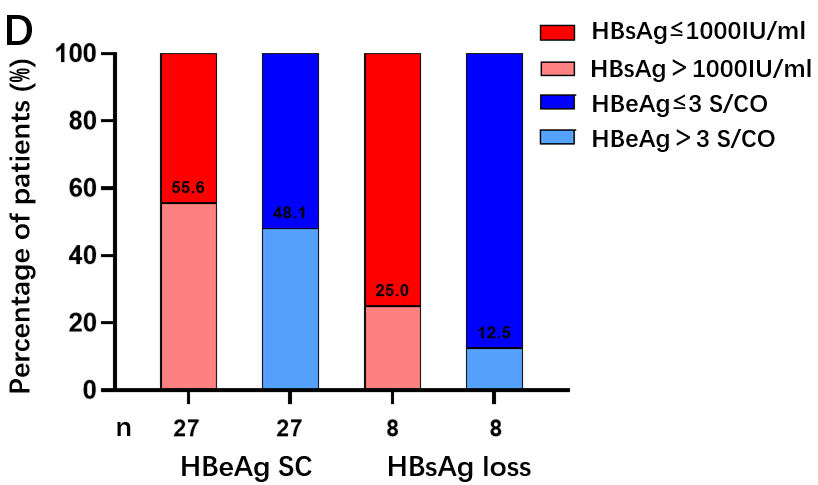 D
HBsAg≤1000IU/ml
HBsAg > 1000IU/ml
HBeAg≤3 S/CO
HBeAg > 3 S/CO
Percentage of patients (%)
100
80
60
40
20
0
55.6
48.1
25.0
12.5
n 27 27 8 8
HBeAg SC HBsAg loss